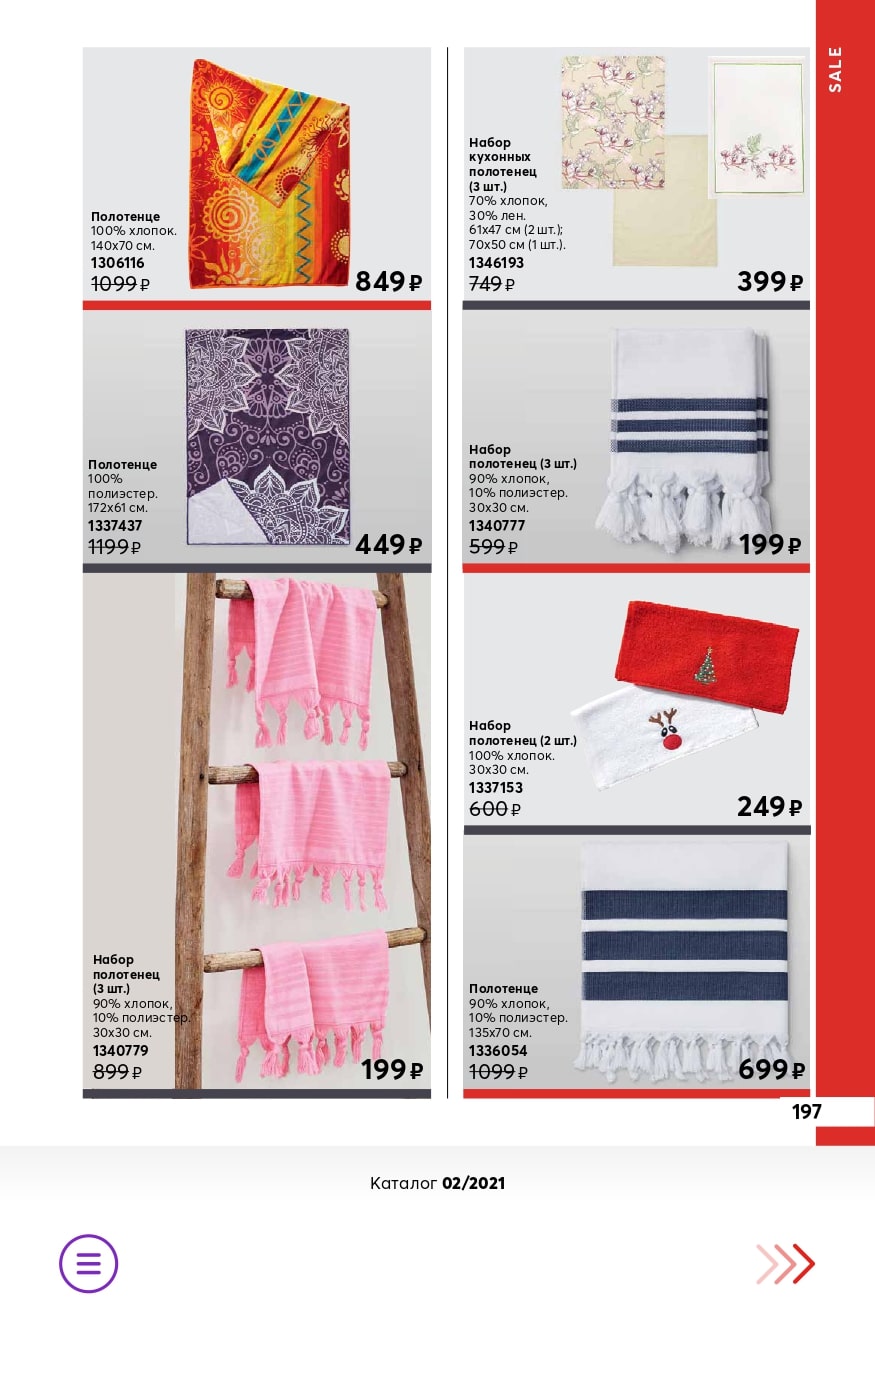 SALE
Полотенце
100% хлопок.
140х70 см.
1306116
1099 ₽
849 ₽
Полотенце
100%
полиэстер.
172х61 см.
1337437
1199 ₽
449 ₽
Набор
полотенец
(3 шт.)
90% хлопок,
10% полиэстер.
30х30 см.
1340779
899 ₽
199 ₽
Набор
кухонных
полотенец
(3 шт.)
70% хлопок,
30% лен.
61х47 см (2 шт.);
70х50 см (1 шт.).
1346193
749 ₽
399 ₽
Набор
полотенец (3 шт.)
90% хлопок,
10% полиэстер.
30х30 см.
1340777
599 ₽
199 ₽
Набор
полотенец (2 шт.)
100% хлопок.
30х30 см.
1337153
600 ₽
249 ₽
Полотенце
90% хлопок,
10% полиэстер.
135х70 см.
1336054
1099 ₽
699 ₽
197
Каталог 02/2021